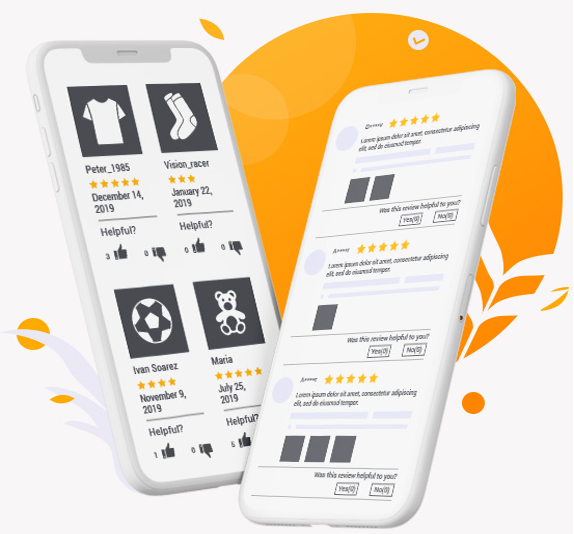 Peter_1985
December 14,
2019
Helpful?
3
0
Vision_racer
January 22,
2019
Helpful?
0
0
Ivan Soarez
November 9,
2019
Helpful?
1
0
Maria
July 25,
2019
Helpful?
5
Lorem ipsum dolor sit amet, consectetur adipiscing
elit, sed do eiusmod tempor.
Was this review helpful to you?
Yes(0) No(0)
Lorem ipsum dolor sit amet, consectetur adipiscing
elit, sed do eiusmod tempor.
Was this review helpful to you?
Yes(0) No(0)
Lorem ipsum dolor sit amet, consectetur adipiscing
elit, sed do eiusmod tempor.
Was this review helpful to you?
Yes(0) No(0)